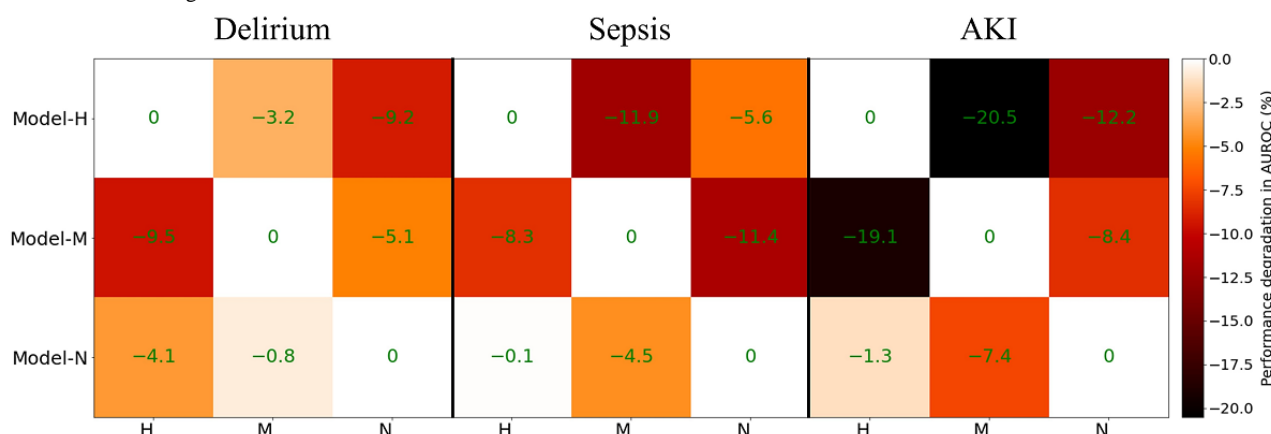 Delirium Sepsis AKI
Model-H 0 −3.2 −9.2 0 −11.9 −5.6 0 −20.5 −12.2
Model-M −9.5 0 −5.1 −8.3 0 −11.4 −19.1 0 −8.4
Model-N −4.1 −0.8 0 −0.1 −4.5 0 −1.3 −7.4 0
H M N H M N H M N
0.0
−2.5
−5.0
−7.5
−10.0
−12.5
−15.0
−17.5
−20.0
Performance degradation in AUROC (%)